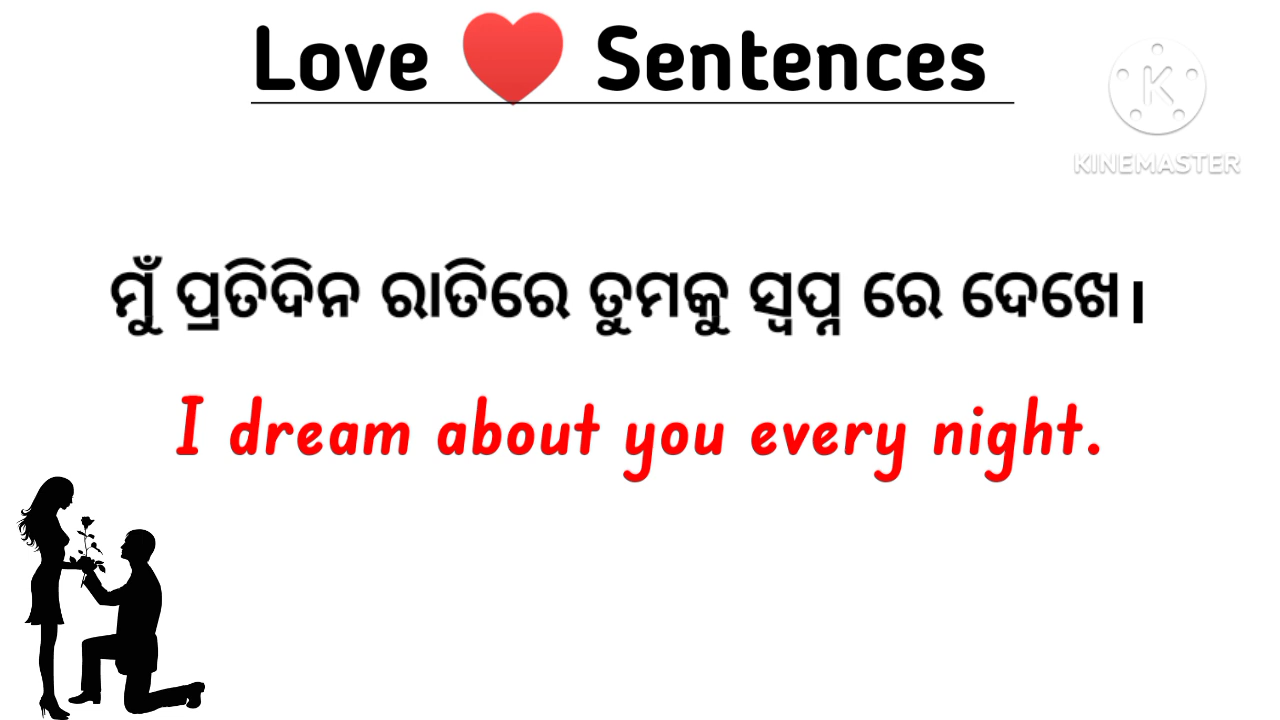 Love ❤️ Sentences
K
KINEMASTER
ମୁଁ ପ୍ରତିଦିନ ରାତିରେ ତୁମକୁ ସ୍ୱପ୍ନ ରେ ଦେଖେ।
I dream about you every night.